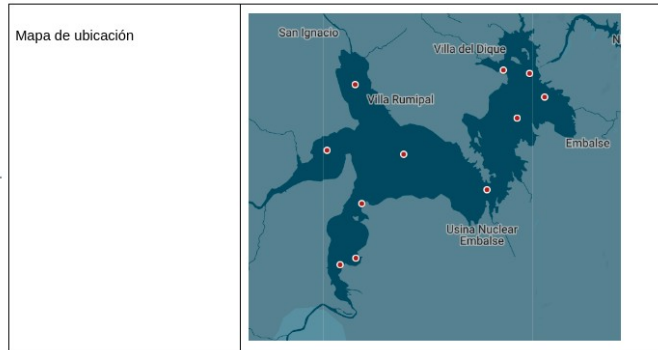 Mapa de ubicación
San Ignacio
Villa del Dique
N
Villa Rumipal
Embalse
Usina Nuclear
Embalse